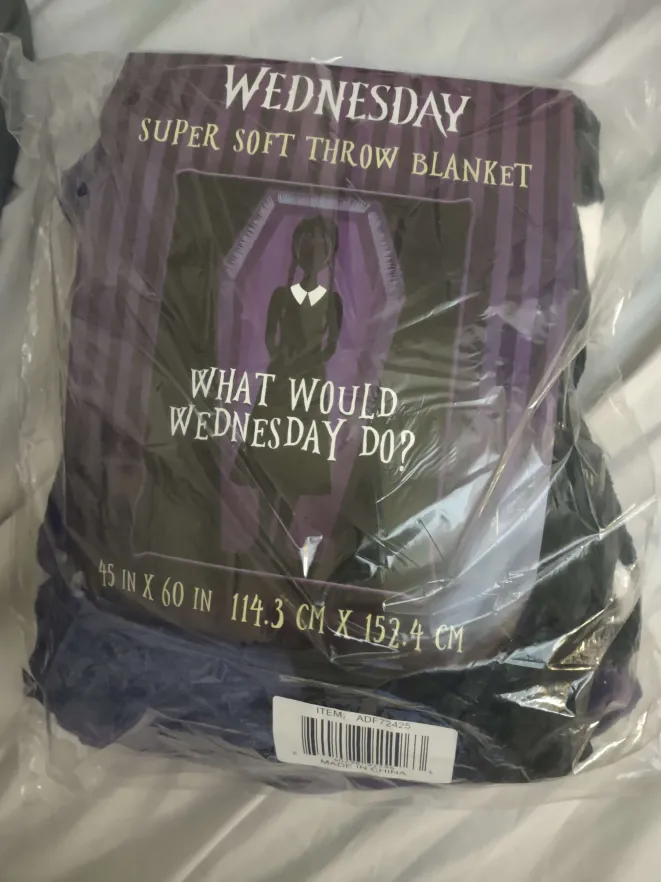 WEDNESDAY
SUPER SOFT THROW BLANKET
WHAT WOULD
WEDNESDAY DO?
45 IN X 60 IN 114.3 CM X 152.4 CM
ITEM: ADF72425
MADE IN CHINA